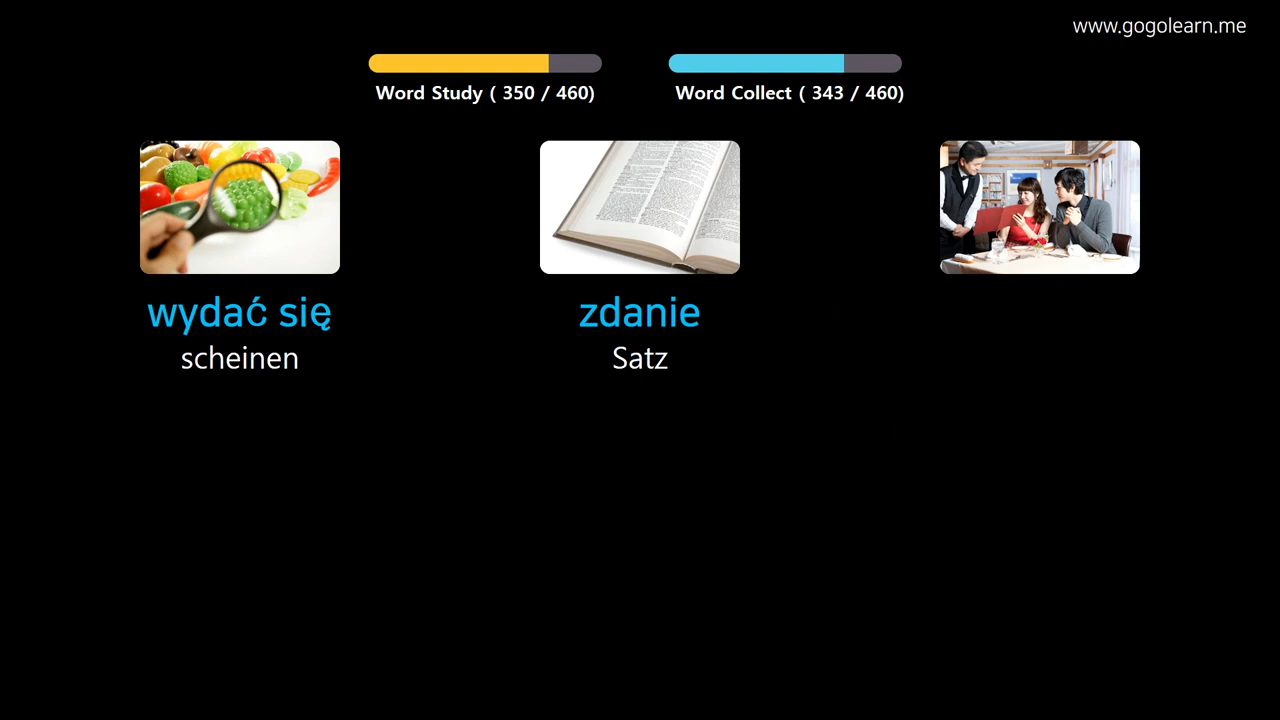 www.gogolearn.me
Word Study ( 350 / 460)
Word Collect ( 343 / 460)
wydać się
scheinen
zdanie
Satz